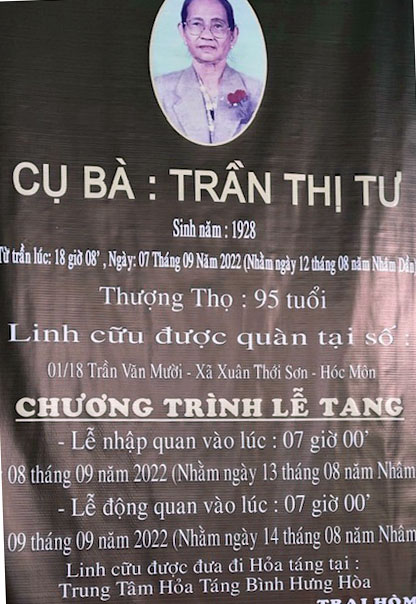 CỤ BÀ : TRẦN THỊ TƯ
Sinh năm : 1928
Từ trần lúc: 18 giờ 08', Ngày: 07 Tháng 09 Năm 2022 (Nhằm ngày 12 tháng 08 năm Nhâm Dần)
Thượng Thọ : 95 tuổi
Linh cữu được quàn tại số :
01/18 Trần Văn Mười - Xã Xuân Thới Sơn - Hóc Môn
CHƯƠNG TRÌNH LỄ TANG
- Lễ nhập quan vào lúc : 07 giờ 00'
08 tháng 09 năm 2022 (Nhằm ngày 13 tháng 08 năm Nhâm
- Lễ động quan vào lúc : 07 giờ 00'
09 tháng 09 năm 2022 (Nhằm ngày 14 tháng 08 năm Nhâm
Linh cữu được đưa đi Hỏa táng tại :
Trung Tâm Hỏa Táng Bình Hưng Hòa
TRẠI HÒM